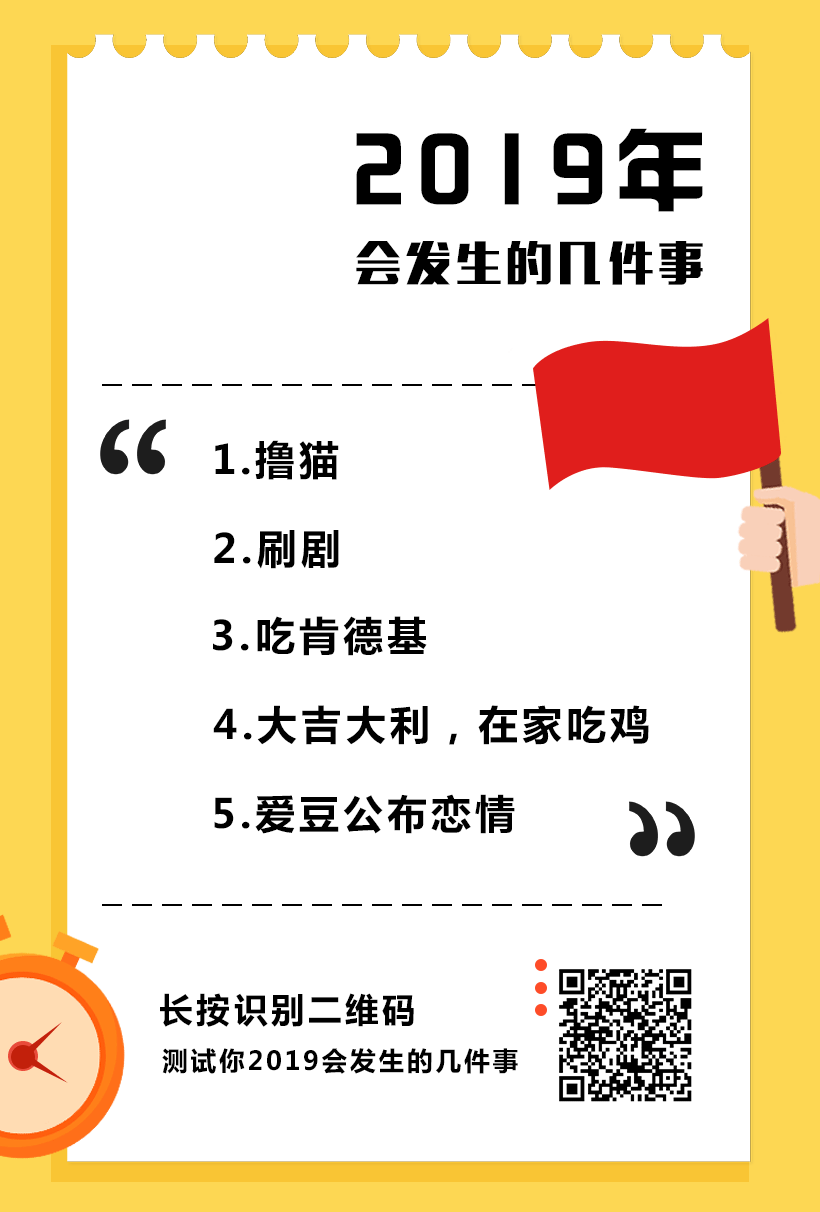 2019年
会发生的几件事
1.撸猫
2.刷剧
3.吃肯德基
4.大吉大利，在家吃鸡
5.爱豆公布恋情
长按识别二维码
测试你2019会发生的几件事